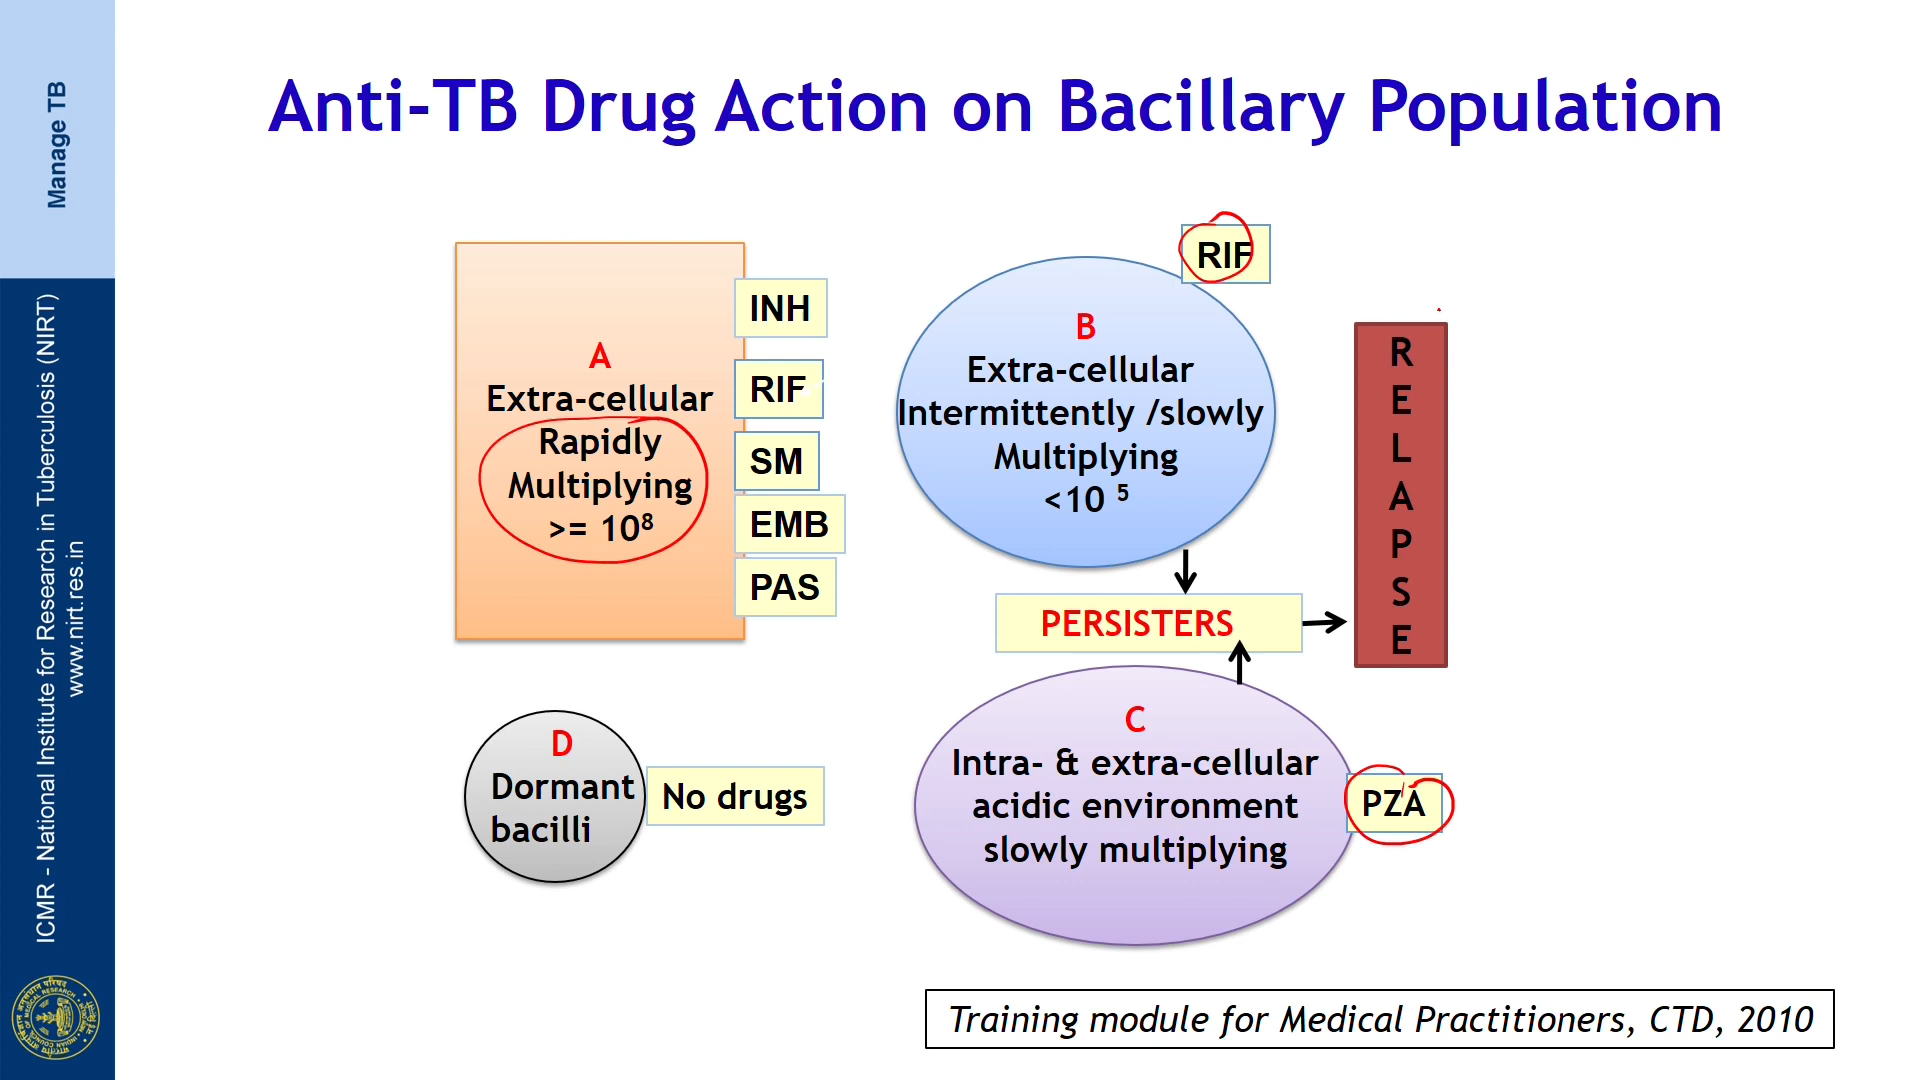 Anti-TB Drug Action on Bacillary Population
Manage TB
ICMR - National Institute for Research in Tuberculosis (NIRT)
www.nirt.res.in
A
Extra-cellular
Rapidly
Multiplying
>= 10⁸
INH
RIF
SM
EMB
PAS
RIF
B
Extra-cellular
Intermittently /slowly
Multiplying
<10 ⁵
PERSISTERS
R
E
L
A
P
S
E
D
Dormant
bacilli
No drugs
C
Intra- & extra-cellular
acidic environment
slowly multiplying
PZA
Training module for Medical Practitioners, CTD, 2010